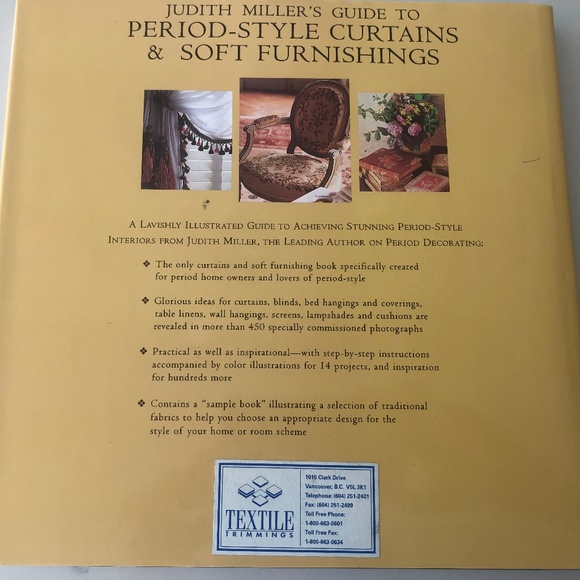 JUDITH MILLER'S GUIDE TO
PERIOD-STYLE CURTAINS
& SOFT FURNISHINGS
A LAVISHLY ILLUSTRATED GUIDE TO ACHIEVING STUNNING PERIOD-STYLE
INTERIORS FROM JUDITH MILLER, THE LEADING AUTHOR ON PERIOD DECORATING:
❖ The only curtains and soft furnishing book specifically created
for period home owners and lovers of period-style
❖ Glorious ideas for curtains, blinds, bed hangings and coverings,
table linens, wall hangings, screens, lampshades and cushions are
revealed in more than 450 specially commissioned photographs
❖ Practical as well as inspirational—with step-by-step instructions
accompanied by color illustrations for 14 projects, and inspiration
for hundreds more
❖ Contains a "sample book" illustrating a selection of traditional
fabrics to help you choose an appropriate design for the
style of your home or room scheme
TEXTILE
TRIMMINGS
1015 Clark Drive
Vancouver, B.C. V5L 3K1
Telephone: (604) 251-2401
Fax: (604) 251-2499
Toll Free Phone:
1-800-663-0601
Toll Free Fax:
1-800-663-0634